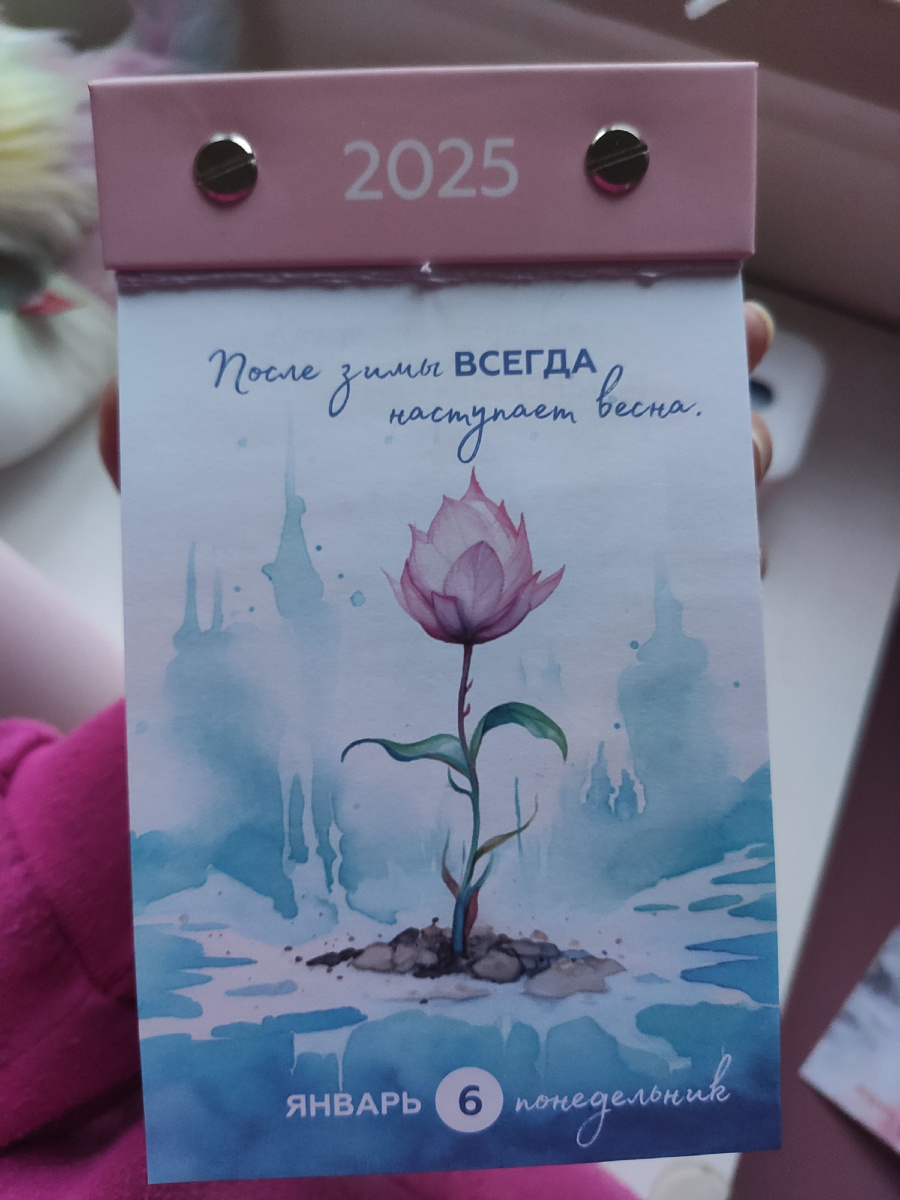 2025
После зимы ВСЕГДА
наступает весна.
ЯНВАРЬ 6 понедельник